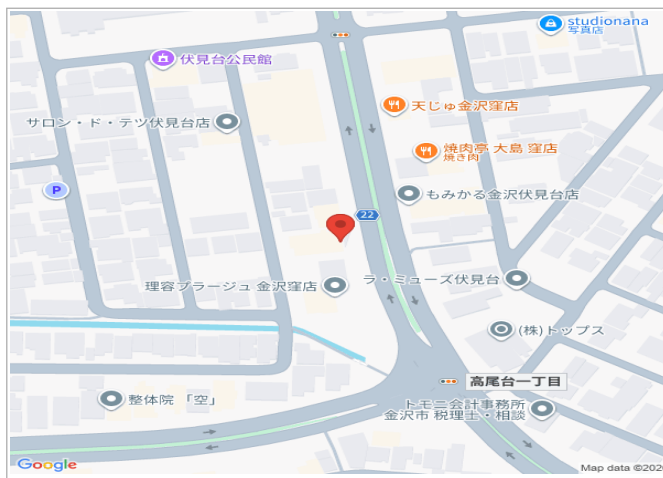 studionana
写真店
伏見台公民館
天じゅ金沢窪店
サロン・ド・テツ伏見台店
焼肉亭 大島 窪店
焼き肉
P
もみかる金沢伏見台店
22
ラ・ミューズ伏見台
理容プラージュ 金沢窪店
(株)トップス
高尾台一丁目
整体院 「空」
トモニ会計事務所
金沢市 税理士・相談
Google
Map data ©2026